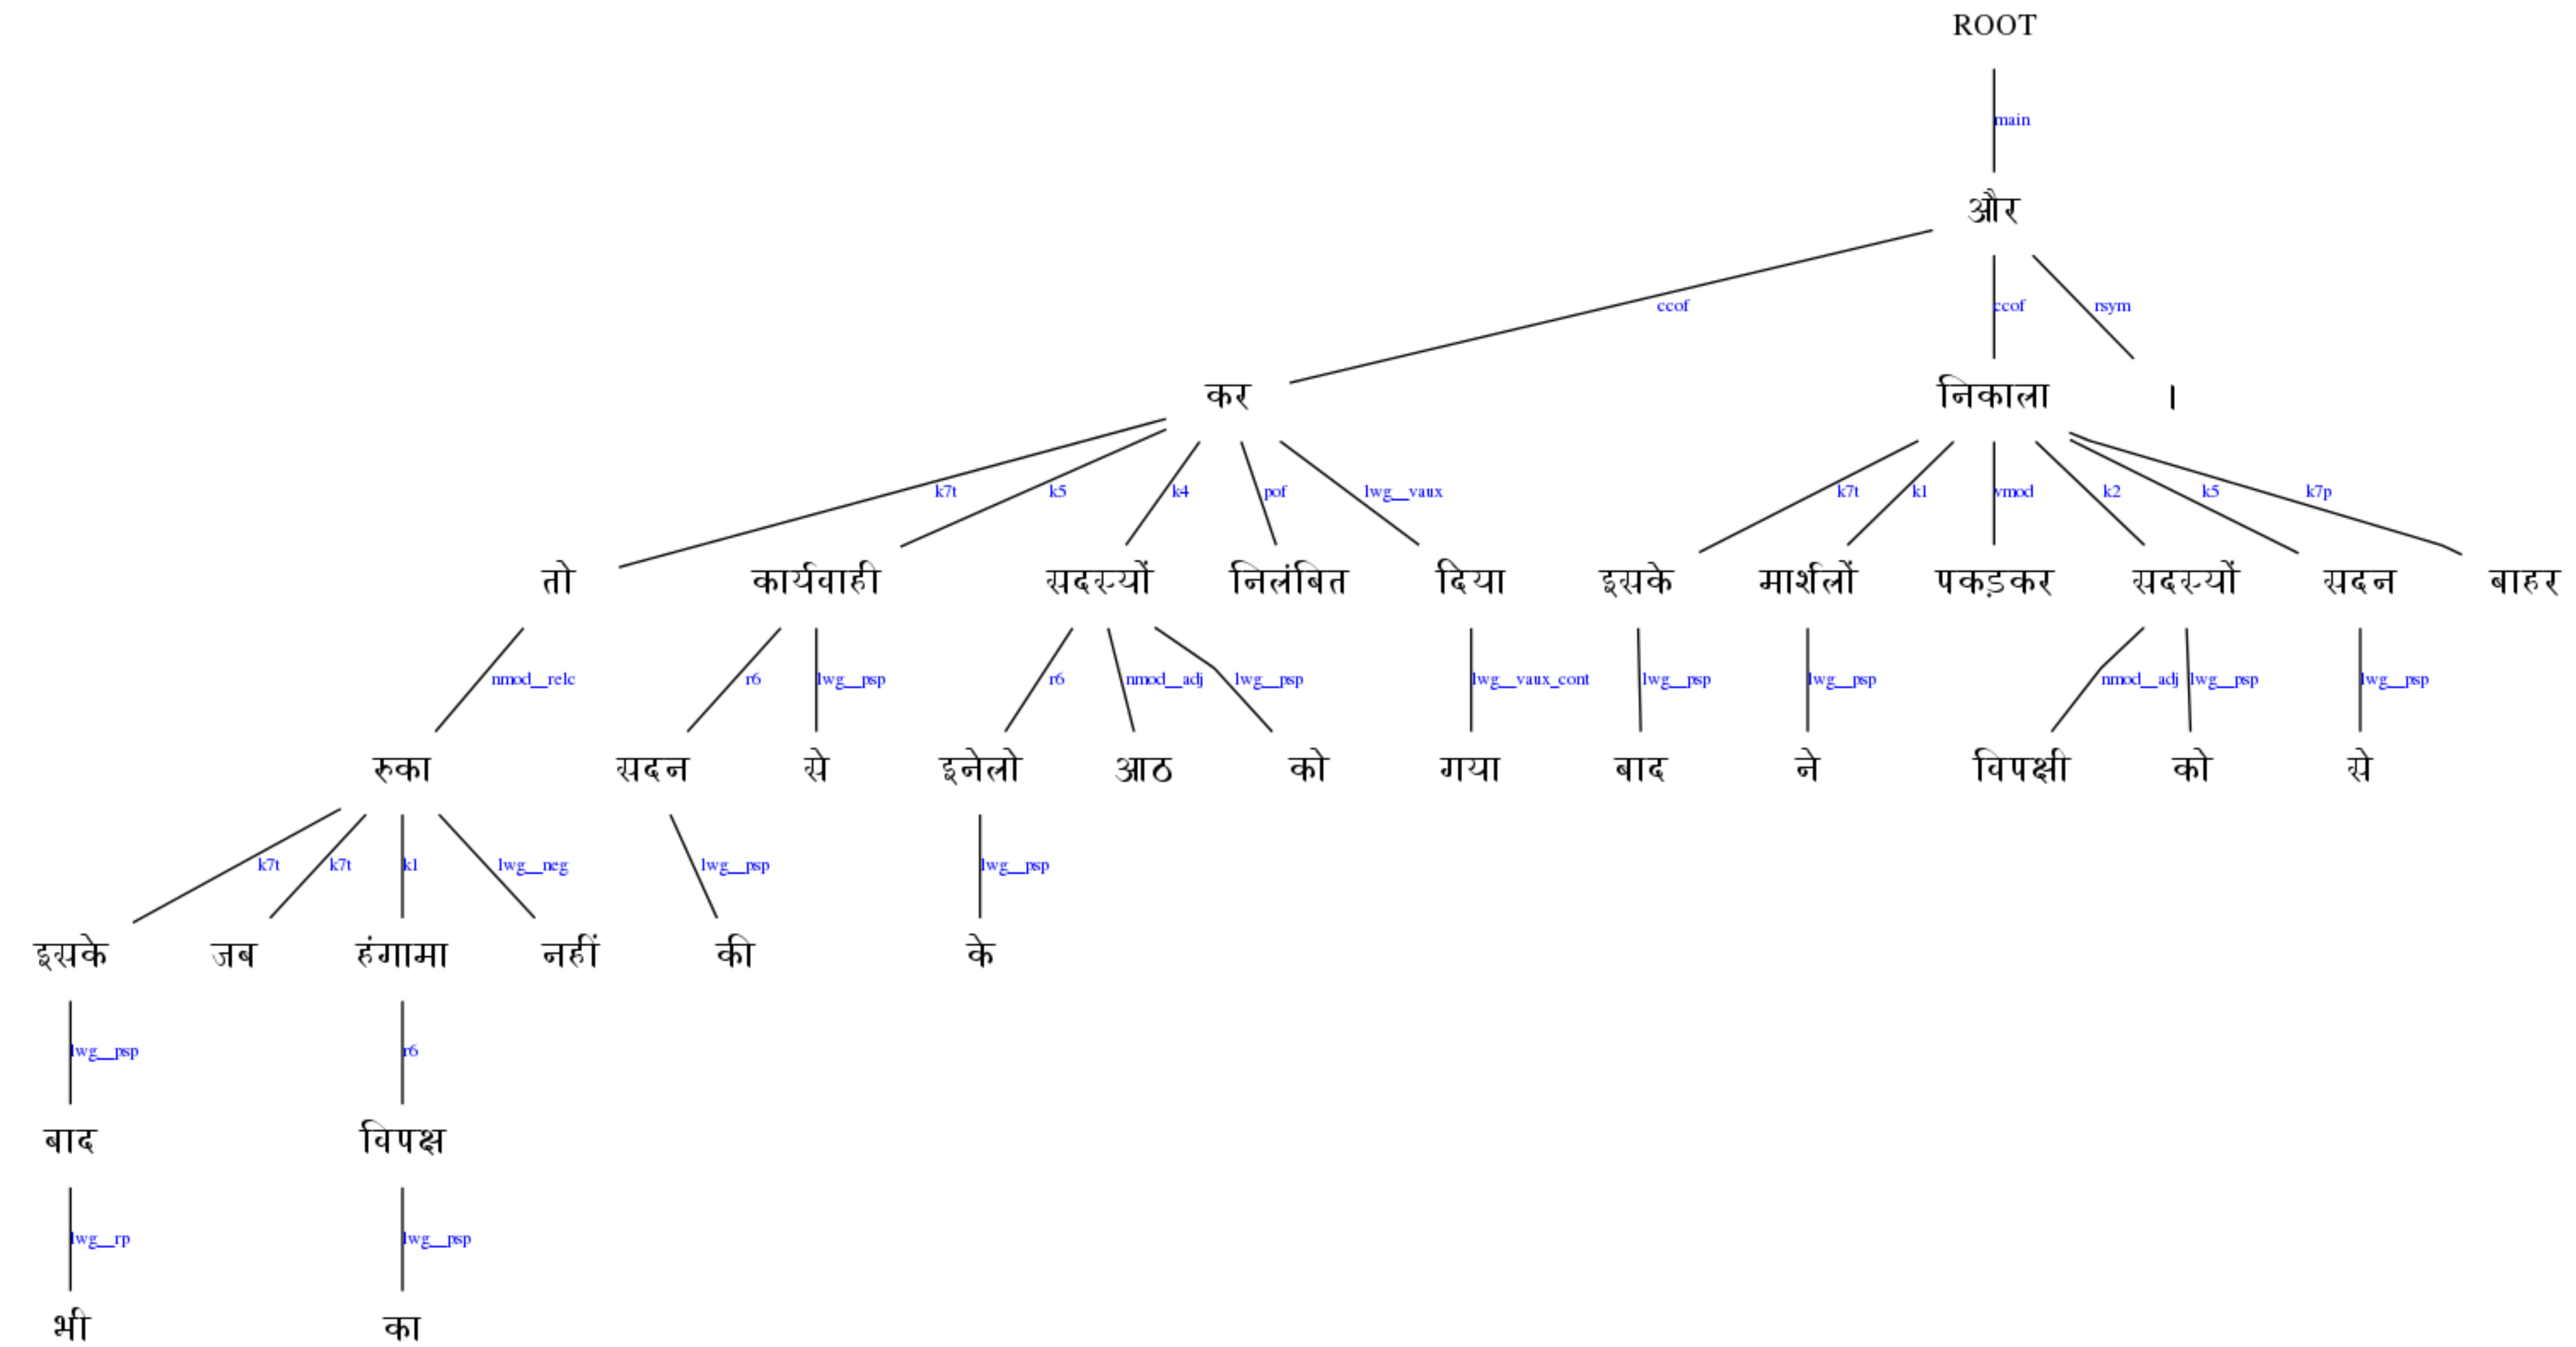 ROOT
main
और
ccof ccof rsym
कर निकाला ।
k7t k5 k4 pof lwg__vaux k7t k1 vmod k2 k5 k7p
तो कार्यवाही सदस्यों निलंबित दिया इसके मार्शलों पकड़कर सदस्यों सदन बाहर
nmod__relc r6 lwg__psp r6 nmod__adj lwg__psp lwg__vaux_cont lwg__psp lwg__psp nmod__adj lwg__psp lwg__psp
रुका सदन से इनेलो आठ को गया बाद ने विपक्षी को से
k7t k7t k1 lwg__neg lwg__psp lwg__psp
इसके जब हंगामा नहीं की के
lwg__psp r6
बाद विपक्ष
lwg__rp lwg__psp
भी का